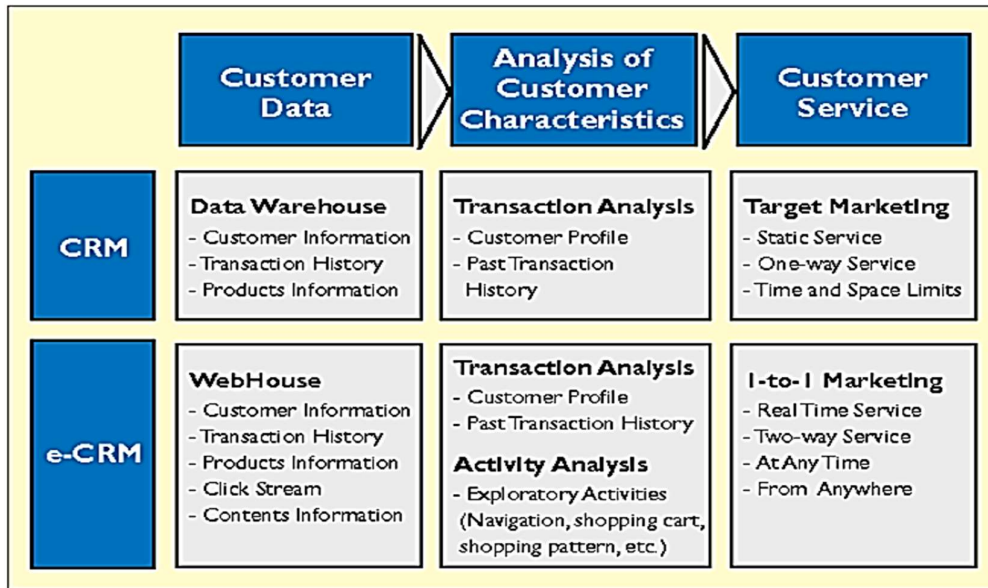 Customer
Data
Analysis of
Customer
Characteristics
Customer
Service
CRM
Data Warehouse
- Customer Information
- Transaction History
- Products Information
Transaction Analysis
- Customer Profile
- Past Transaction
History
Target Marketing
- Static Service
- One-way Service
- Time and Space Limits
e-CRM
WebHouse
- Customer Information
- Transaction History
- Products Information
- Click Stream
- Contents Information
Transaction Analysis
- Customer Profile
- Past Transaction History
Activity Analysis
- Exploratory Activities
(Navigation, shopping cart,
shopping pattern, etc.)
1-to-1 Marketing
- Real Time Service
- Two-way Service
- At Any Time
- From Anywhere